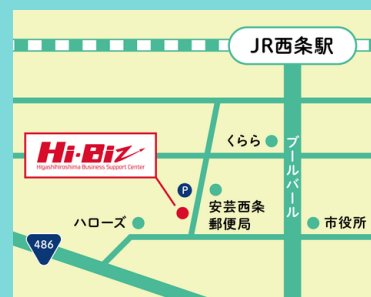 JR西条駅
くらら
ブールバール
Hi-Biz
Higashihiroshima Business Support Center
P
安芸西条
郵便局
ハローズ
市役所
486